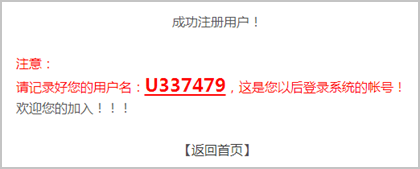 成功注册用户！
注意：
请记录好您的用户名：U337479，这是您以后登录系统的帐号！
欢迎您的加入！！！
【返回首页】